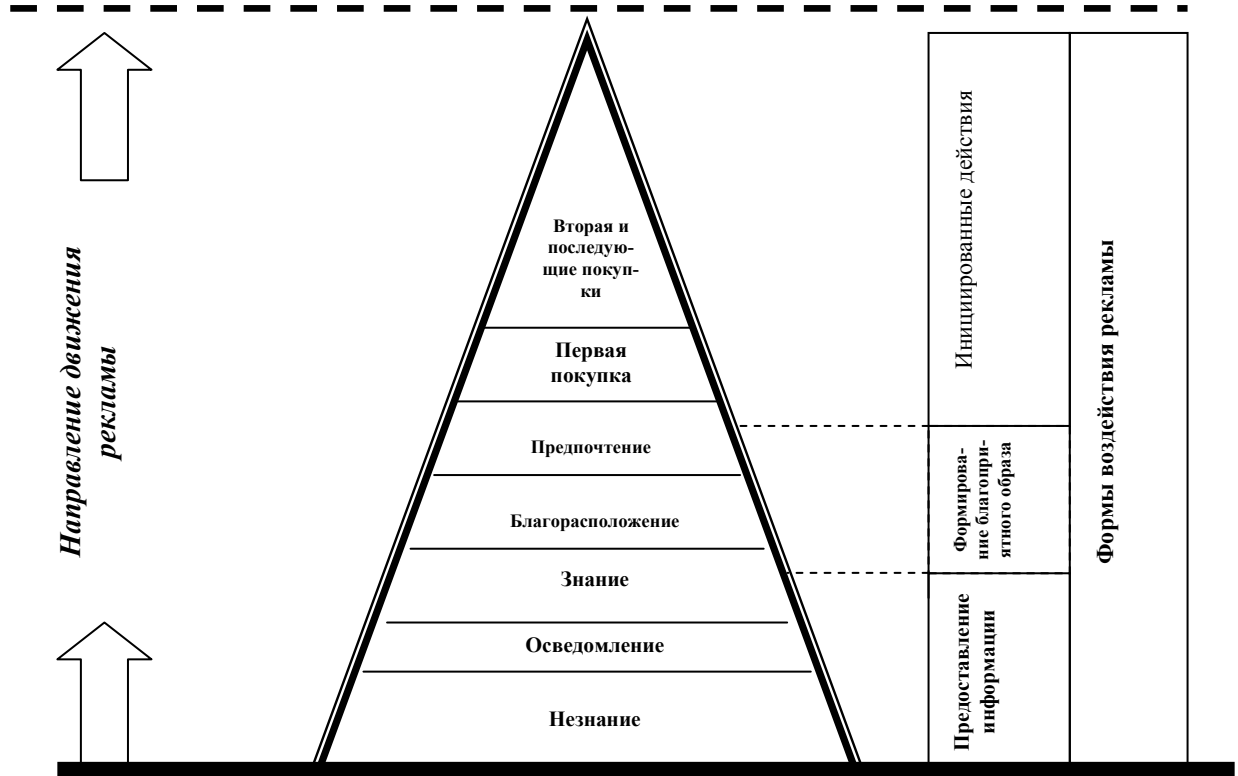 Направление движения
рекламы
Вторая и
последую-
щие покуп-
ки
Первая
покупка
Предпочтение
Благорасположение
Знание
Осведомление
Незнание
Инициированные действия
Формирова-
ние благопри-
ятного образа
Предоставление
информации
Формы воздействия рекламы